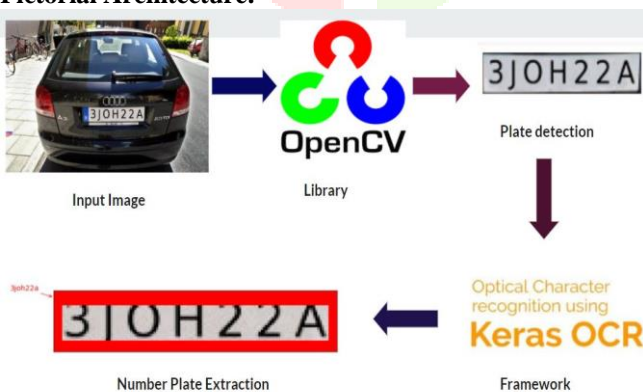 Pictorial Architecture:
3JOH22A
OpenCV
3JOH22A
Plate detection
Input Image
Library
3joh22a
3JOH22A
Optical Character
recognition using
Keras OCR
Number Plate Extraction
Framework